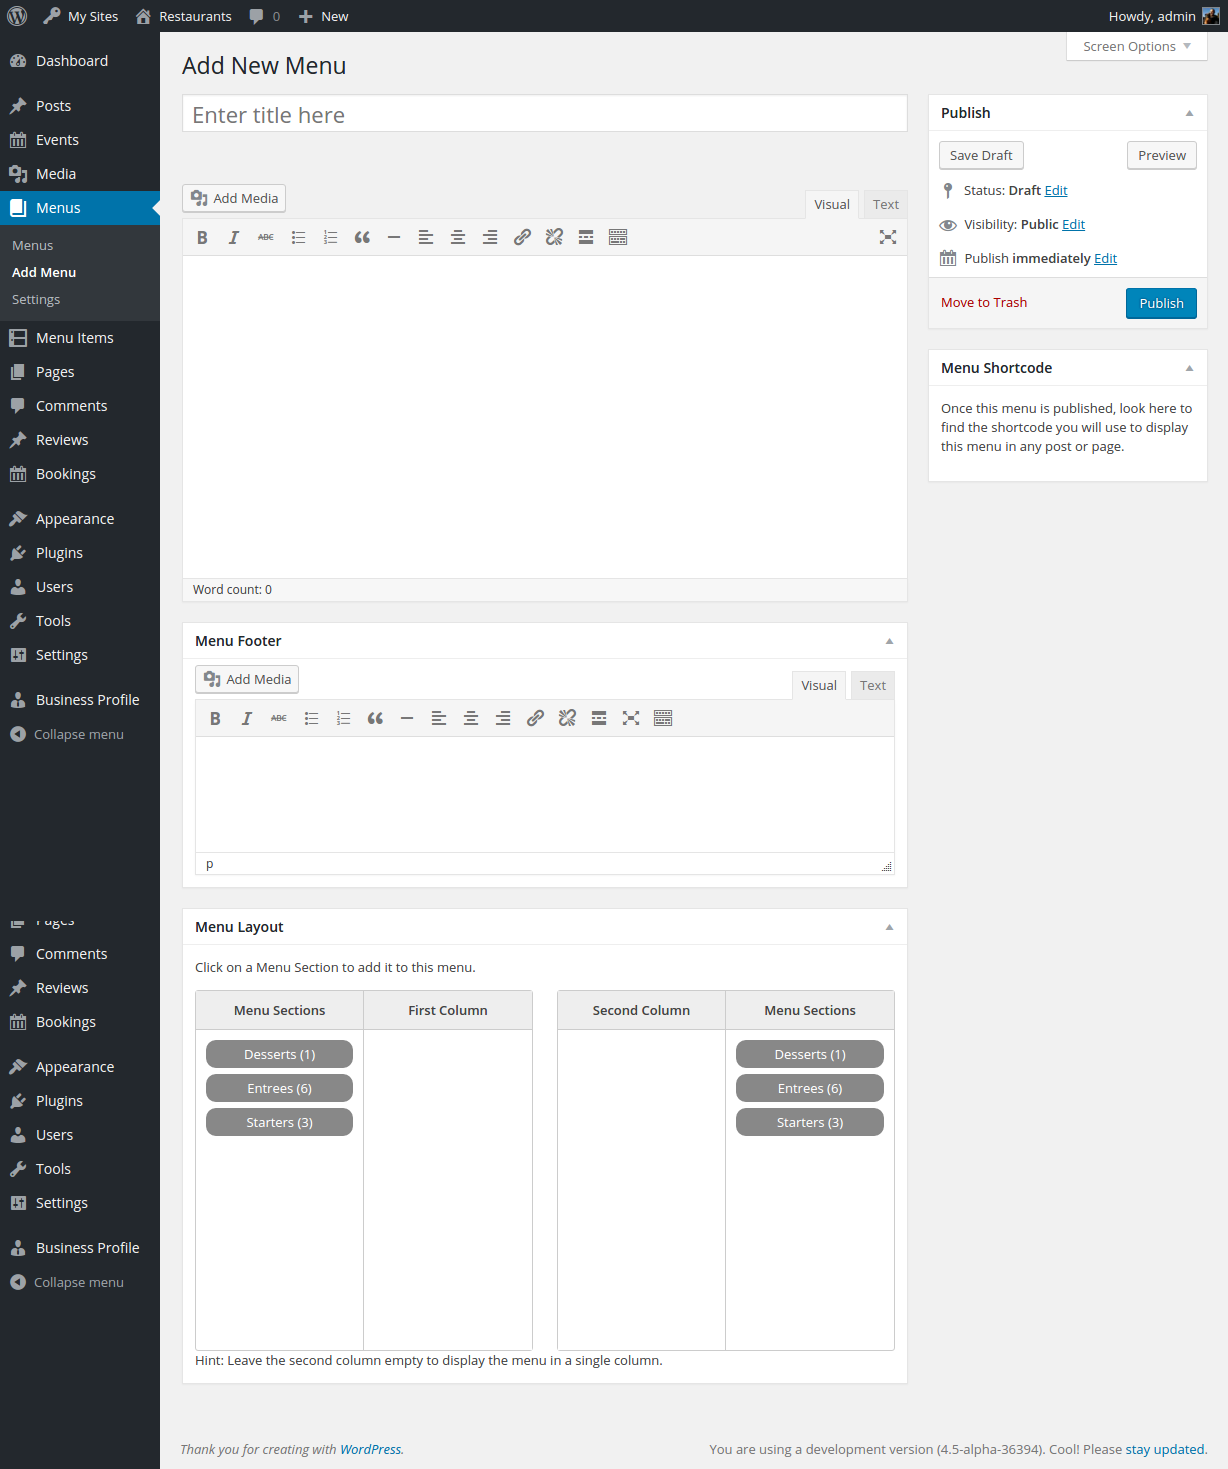 My Sites Restaurants 0 New Howdy, admin
Screen Options
Dashboard
Posts
Events
Media
Menus
Menus
Add Menu
Settings
Menu Items
Pages
Comments
Reviews
Bookings
Appearance
Plugins
Users
Tools
Settings
Business Profile
Collapse menu
Pages
Comments
Reviews
Bookings
Appearance
Plugins
Users
Tools
Settings
Business Profile
Collapse menu
Add New Menu
Enter title here
Add Media
Visual Text
B I ABC
Word count: 0
Menu Footer
Add Media
Visual Text
B I ABC
p
Menu Layout
Click on a Menu Section to add it to this menu.
Menu Sections First Column Second Column Menu Sections
Desserts (1) Desserts (1)
Entrees (6) Entrees (6)
Starters (3) Starters (3)
Hint: Leave the second column empty to display the menu in a single column.
Publish
Save Draft Preview
Status: Draft Edit
Visibility: Public Edit
Publish immediately Edit
Move to Trash Publish
Menu Shortcode
Once this menu is published, look here to
find the shortcode you will use to display
this menu in any post or page.
Thank you for creating with WordPress. You are using a development version (4.5-alpha-36394). Cool! Please stay updated.